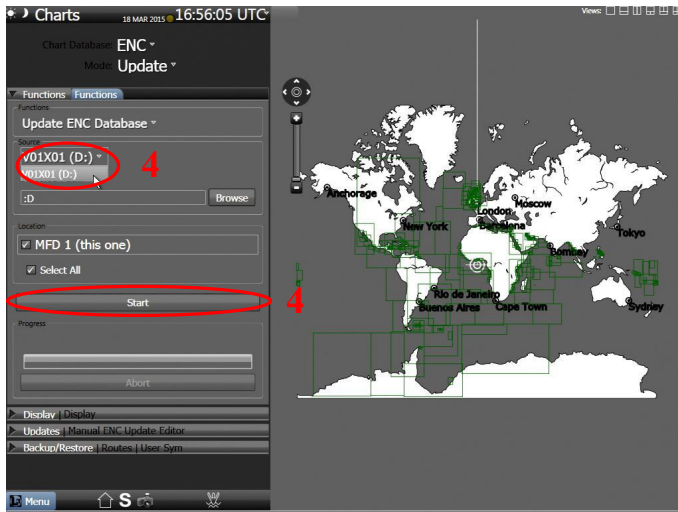 Charts 18 MAR 2015 16:56:05 UTC
Views:
Chart Database: ENC
Mode: Update
Functions Functions
Functions
Update ENC Database
Source
V01X01 (D:)
V01X01 (D:)
4
:D Browse
Location
MFD 1 (this one)
Select All
Start
4
Progress
Abort
Display | Display
Updates | Manual ENC Update Editor
Backup/Restore | Routes | User Sym
Menu S
Anchorage
Moscow
London
Barcelona
New York
Tokyo
Bombay
Rio de Janeiro
Buenos Aires
Cape Town
Sydney